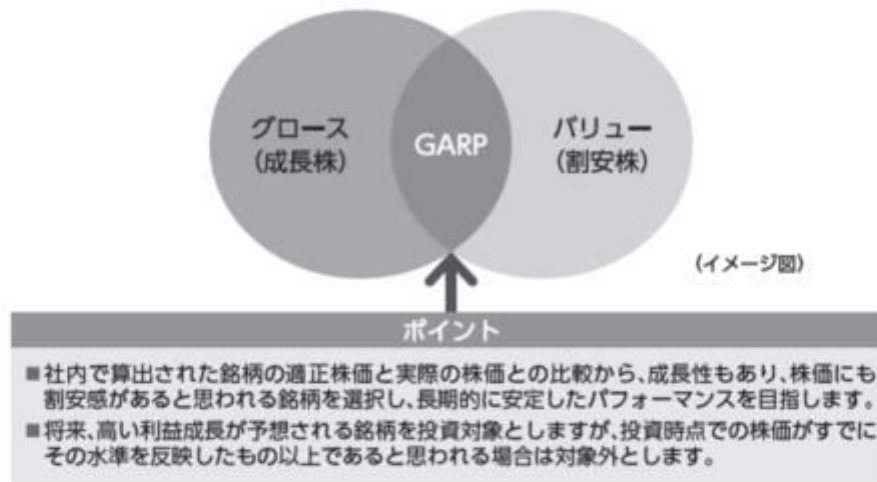 グロース
(成長株)
GARP
バリュー
(割安株)
(イメージ図)
ポイント
■社内で算出された銘柄の適正株価と実際の株価との比較から、成長性もあり、株価にも
割安感があると思われる銘柄を選択し、長期的に安定したパフォーマンスを目指します。
■将来、高い利益成長が予想される銘柄を投資対象としますが、投資時点での株価がすでに
その水準を反映したもの以上であると思われる場合は対象外とします。